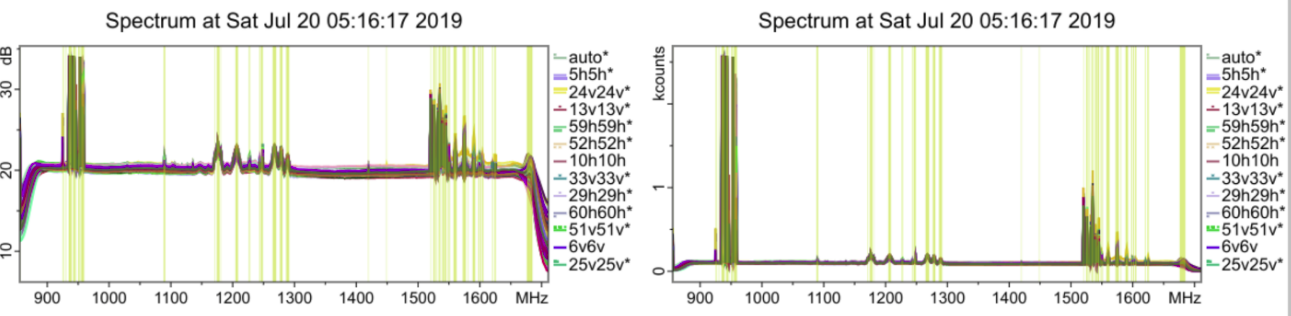 Spectrum at Sat Jul 20 05:16:17 2019
dB
30
20
10
900 1000 1100 1200 1300 1400 1500 1600 MHz
auto*
5h5h*
24v24v*
13v13v*
59h59h*
52h52h*
10h10h
33v33v*
29h29h*
60h60h*
51v51v*
6v6v
25v25v*
Spectrum at Sat Jul 20 05:16:17 2019
kcounts
1
0
900 1000 1100 1200 1300 1400 1500 1600 MHz
auto*
5h5h*
24v24v*
13v13v*
59h59h*
52h52h*
10h10h
33v33v*
29h29h*
60h60h*
51v51v*
6v6v
25v25v*